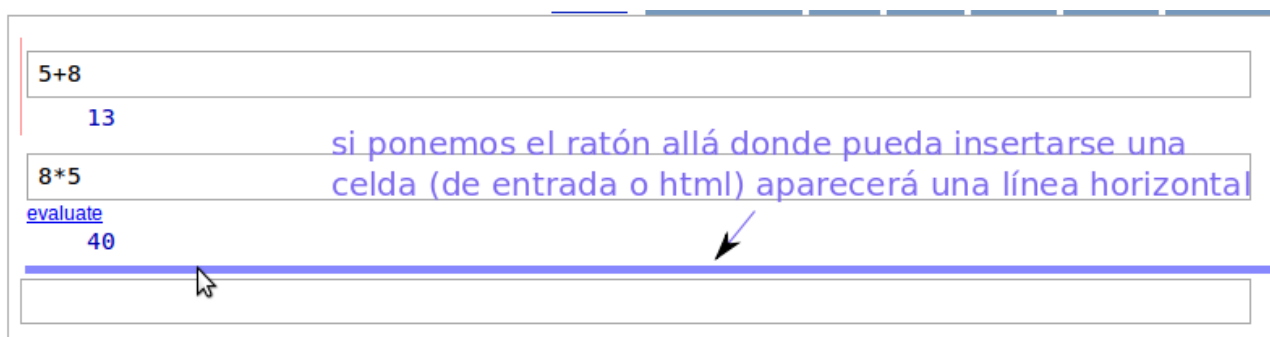 5+8
13
si ponemos el ratón allá donde pueda insertarse una
8*5
celda (de entrada o html) aparecerá una línea horizontal
evaluate
40